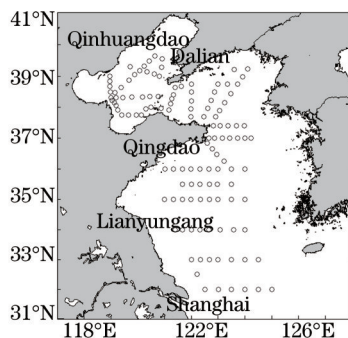 41°N
Qinhuangdao
Dalian
39°N
37°N
Qingdao
35°N
Lianyungang
33°N
31°N
Shanghai
118°E 122°E 126°E